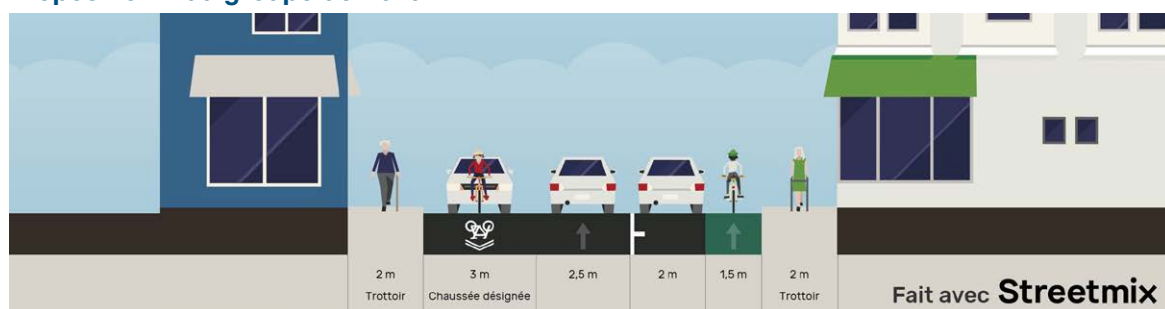 2 m
Trottoir
3 m
Chaussée désignée
2,5 m
2 m
1,5 m
2 m
Trottoir
Fait avec Streetmix